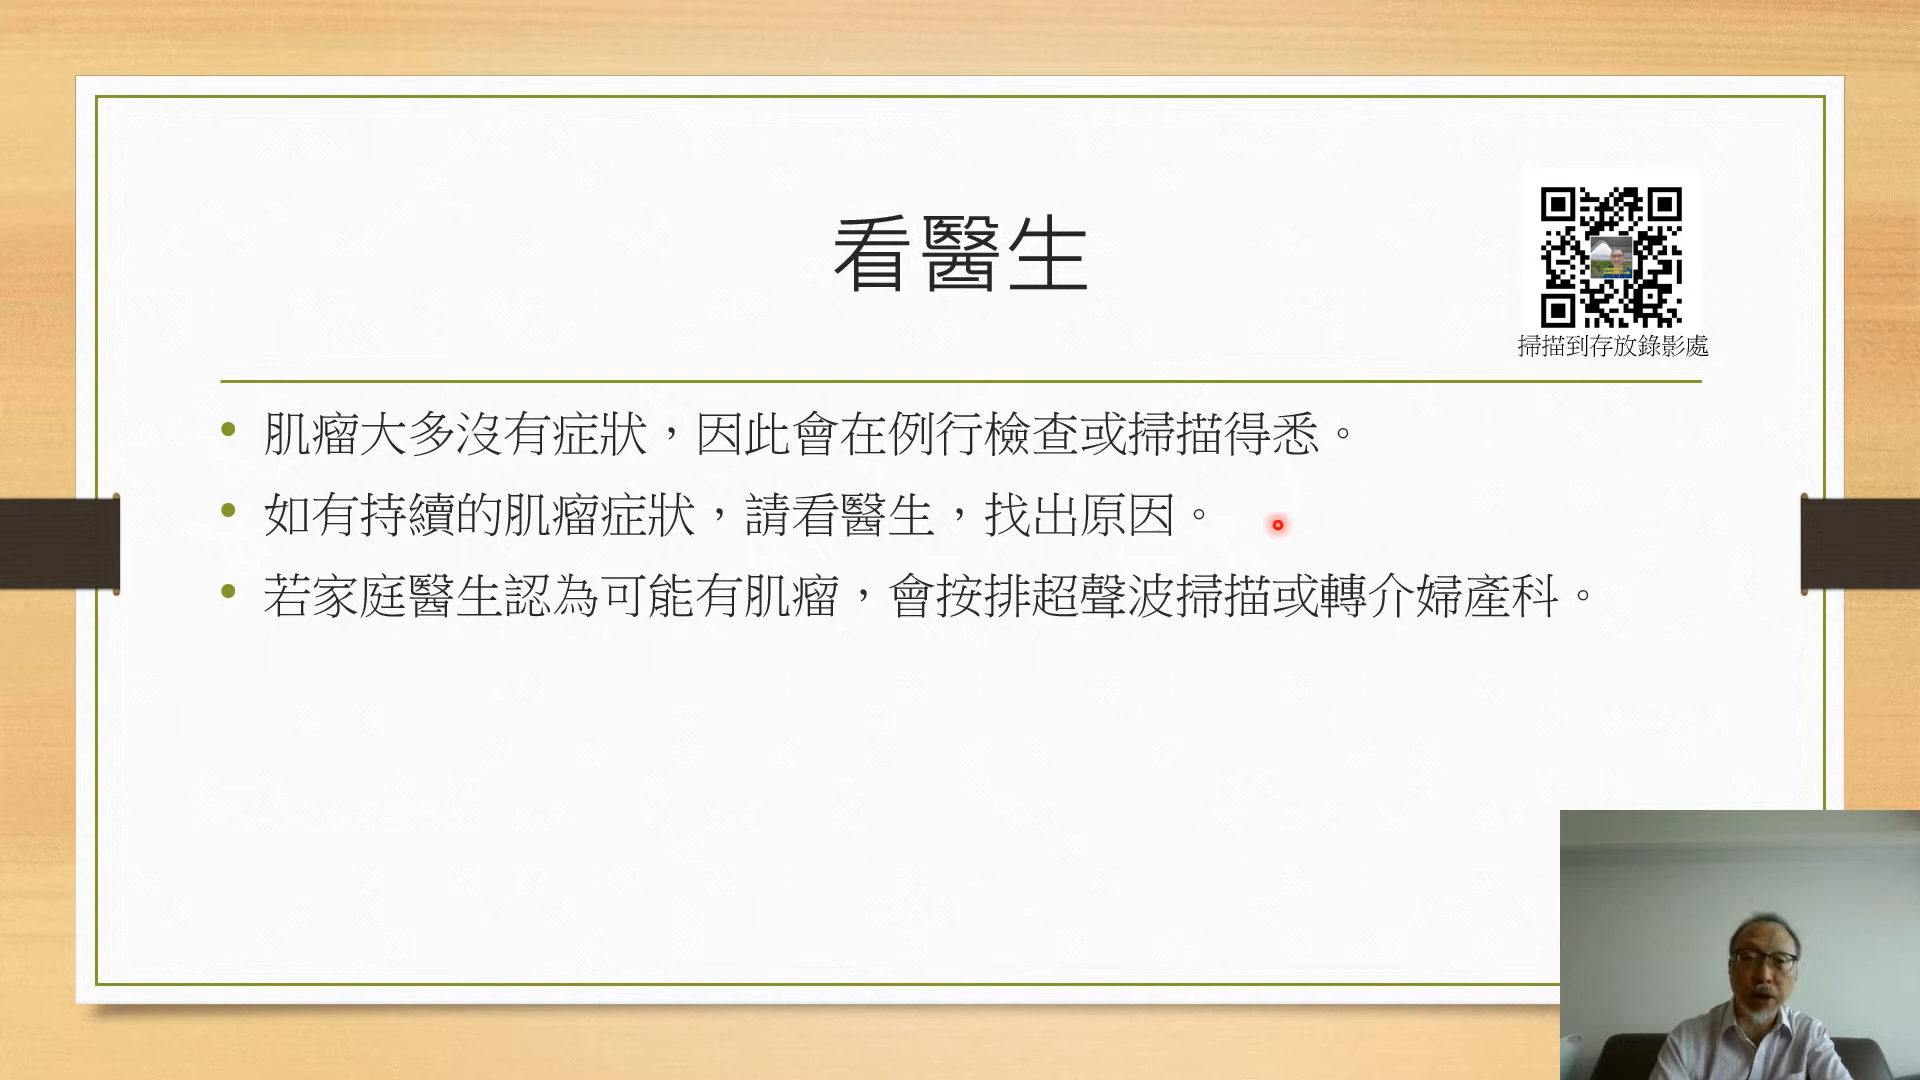 看醫生
掃描到存放錄影處
• 肌瘤大多沒有症狀，因此會在例行檢查或掃描得悉。
• 如有持續的肌瘤症狀，請看醫生，找出原因。
• 若家庭醫生認為可能有肌瘤，會按排超聲波掃描或轉介婦產科。